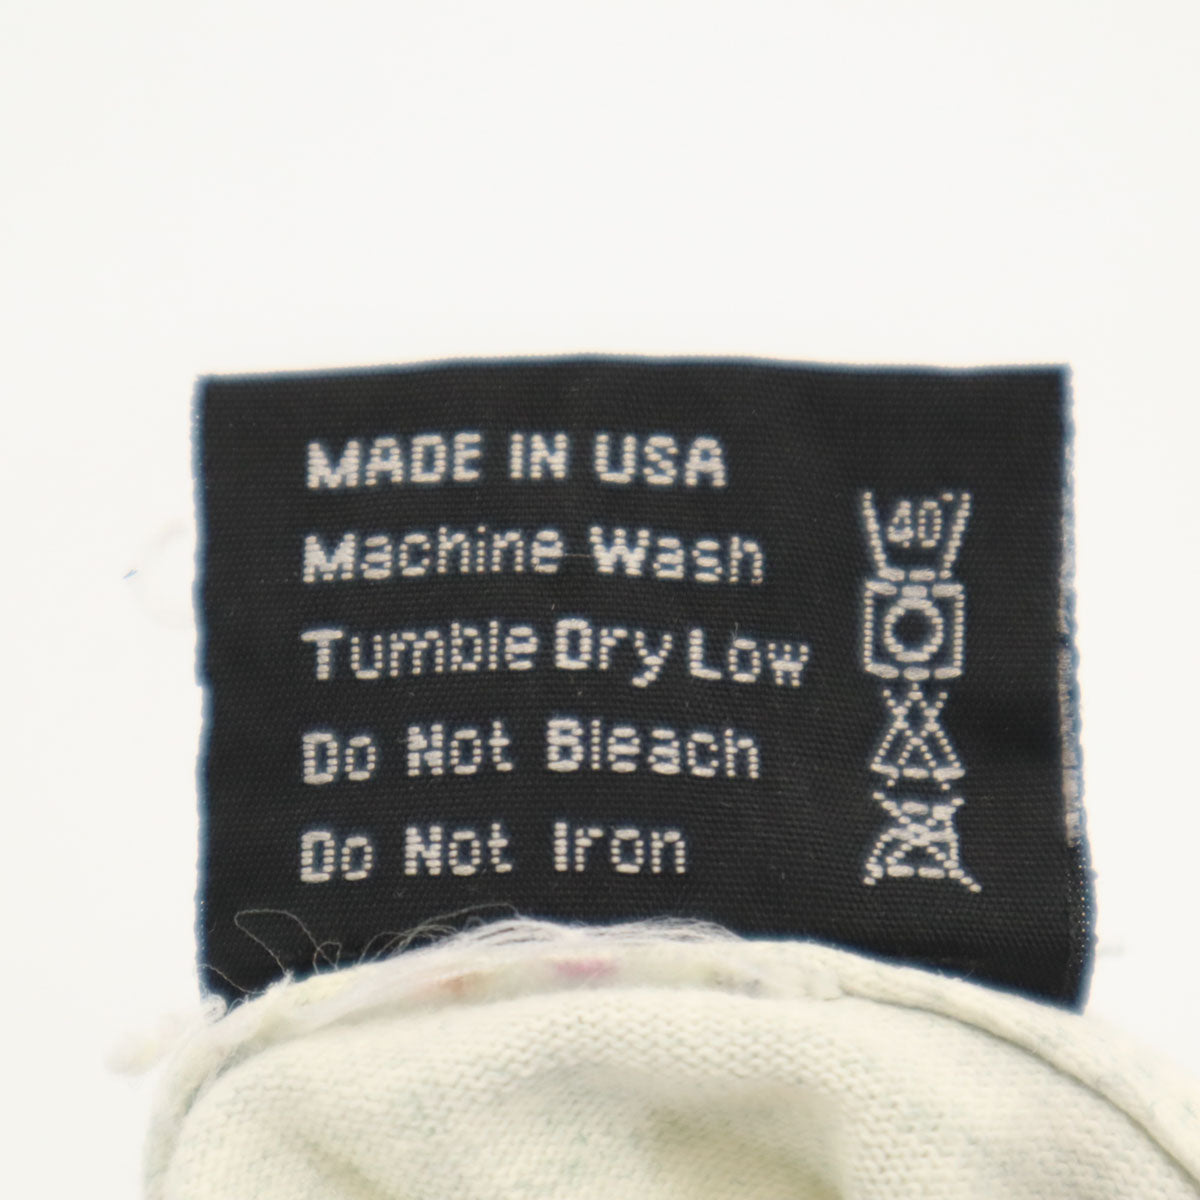 MADE IN USA
Machine Wash
Tumble Dry Low
Do Not Bleach
Do Not Iron
40°